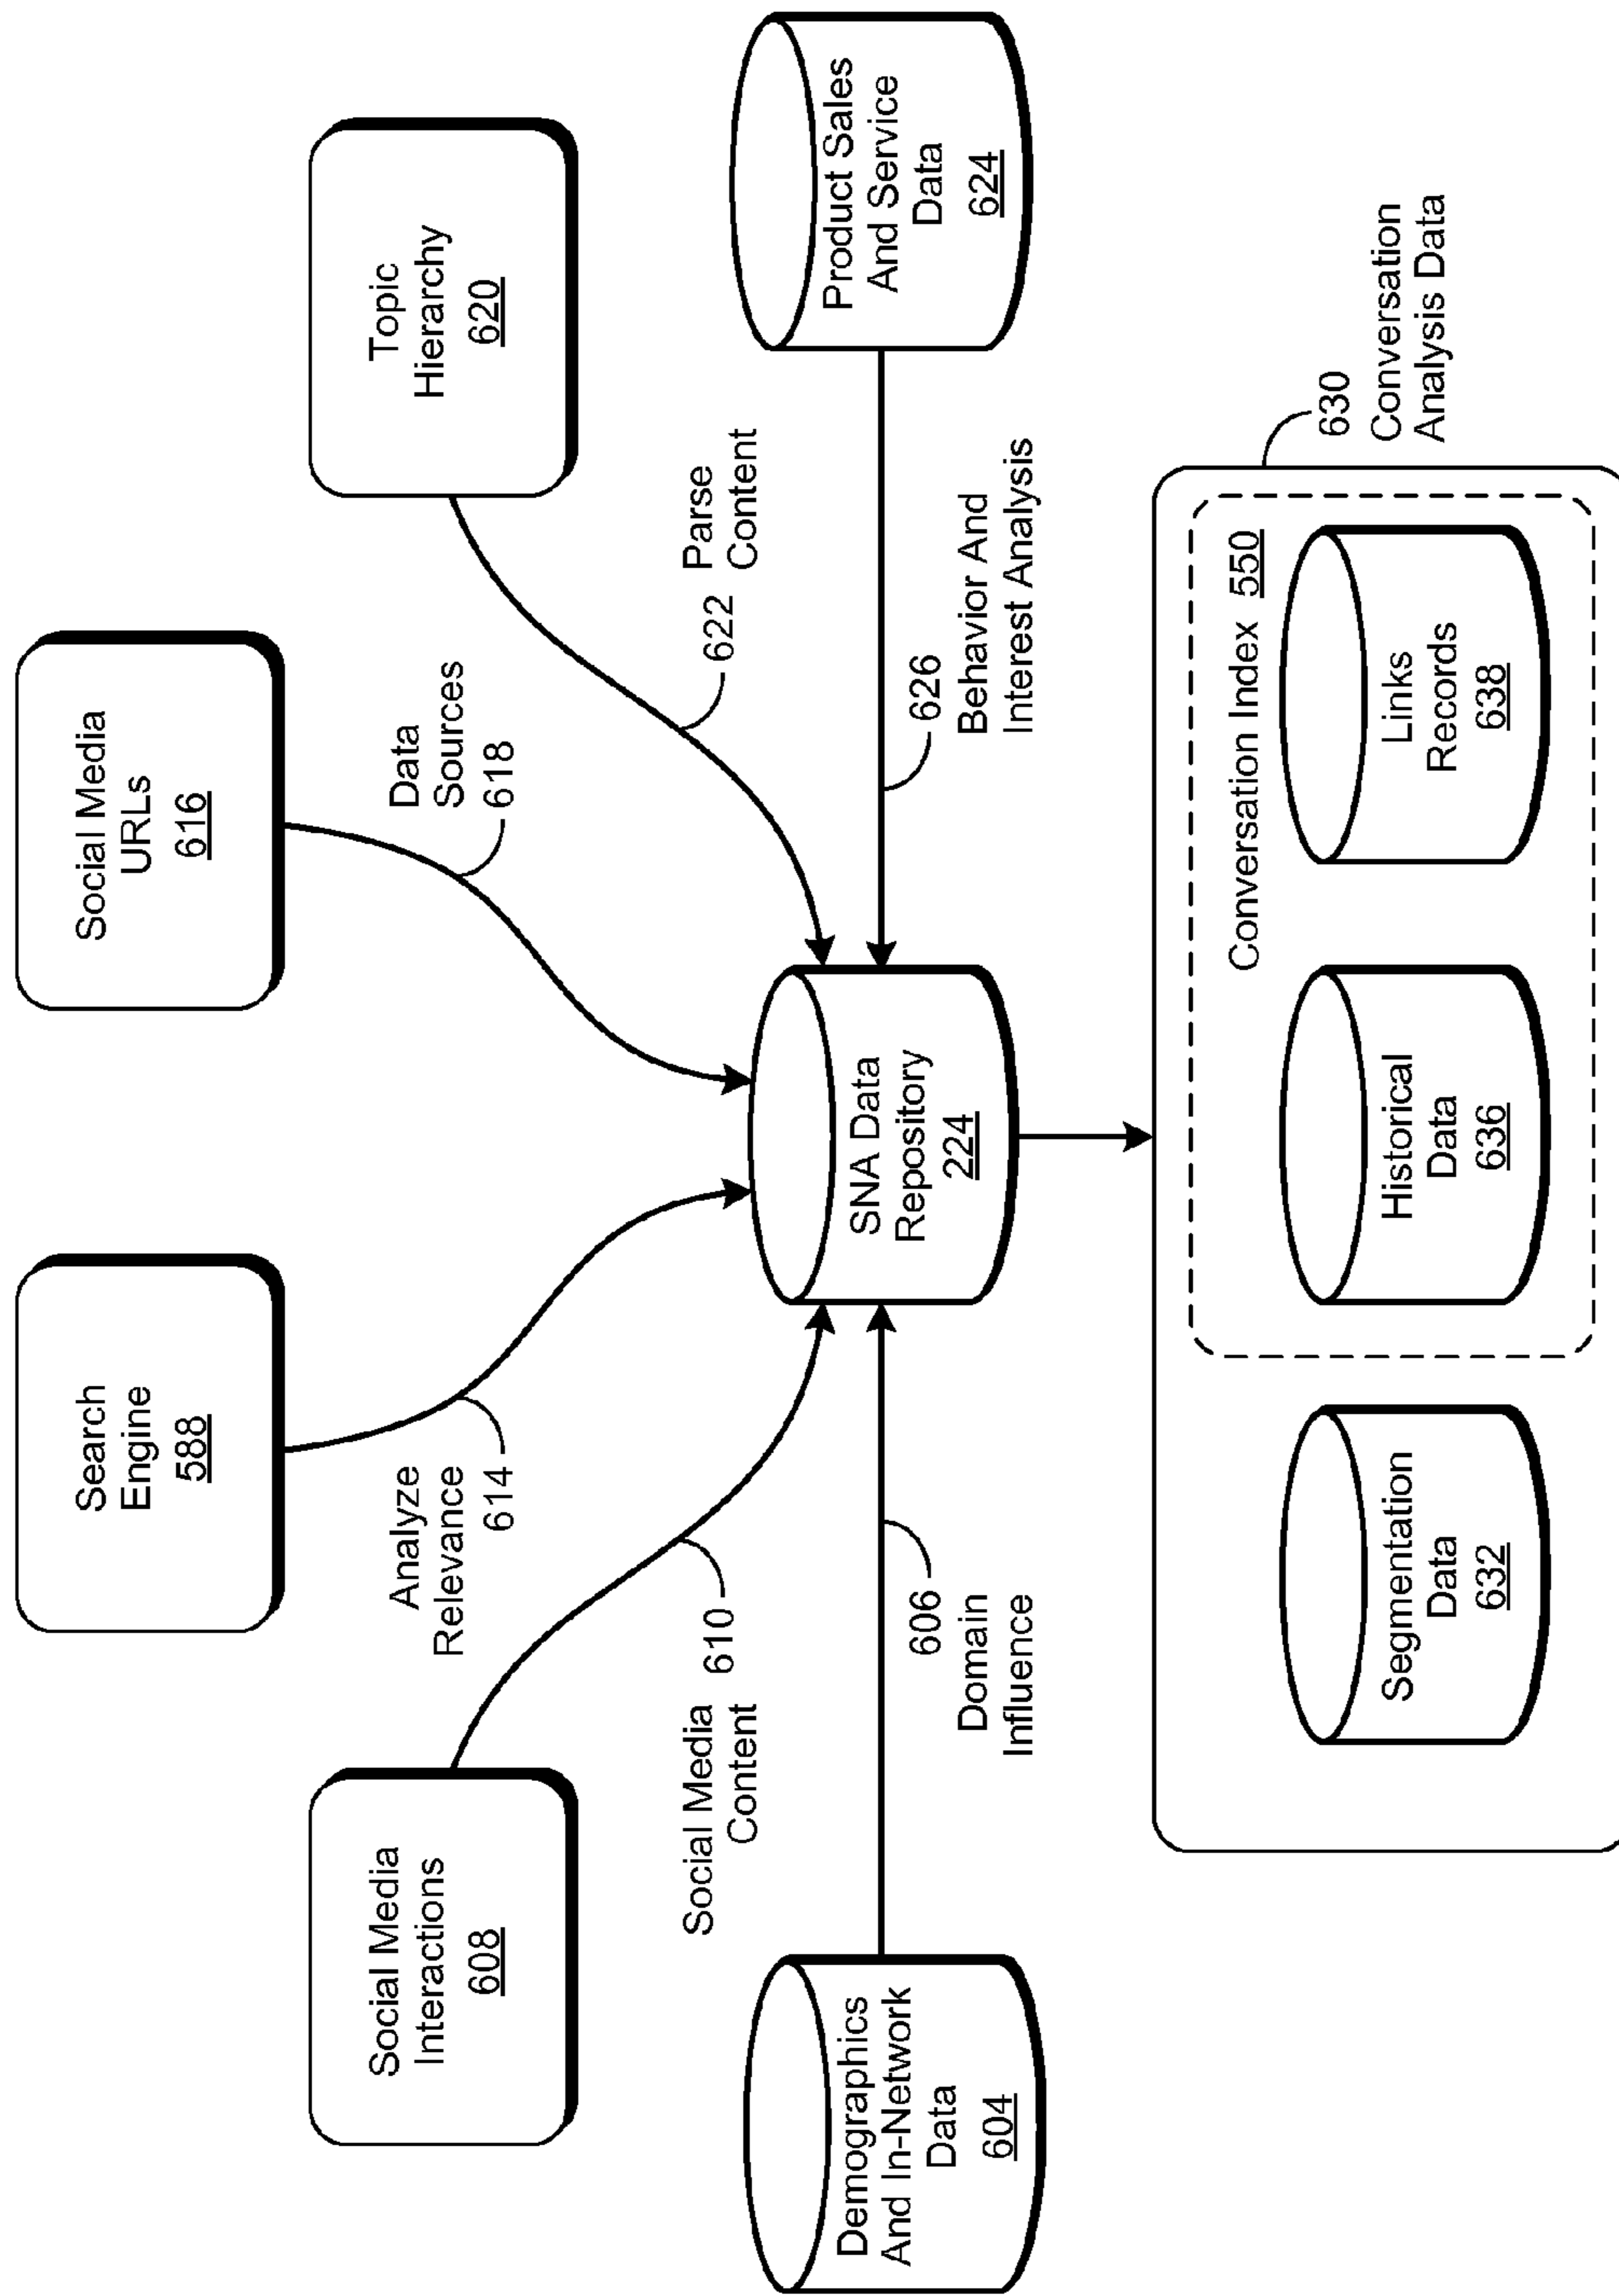 Search
Engine
588
Social Media
URLs
616
Social Media
Interactions
608
Topic
Hierarchy
620
Analyze
Relevance
614
Data
Sources
618
Social Media
Content
610
622
Parse
Content
Demographics
And In-Network
Data
604
606
Domain
Influence
SNA Data
Repository
224
626
Behavior And
Interest Analysis
Product Sales
And Service
Data
624
630
Conversation
Analysis Data
Conversation Index 550
Segmentation
Data
632
Historical
Data
636
Links
Records
638